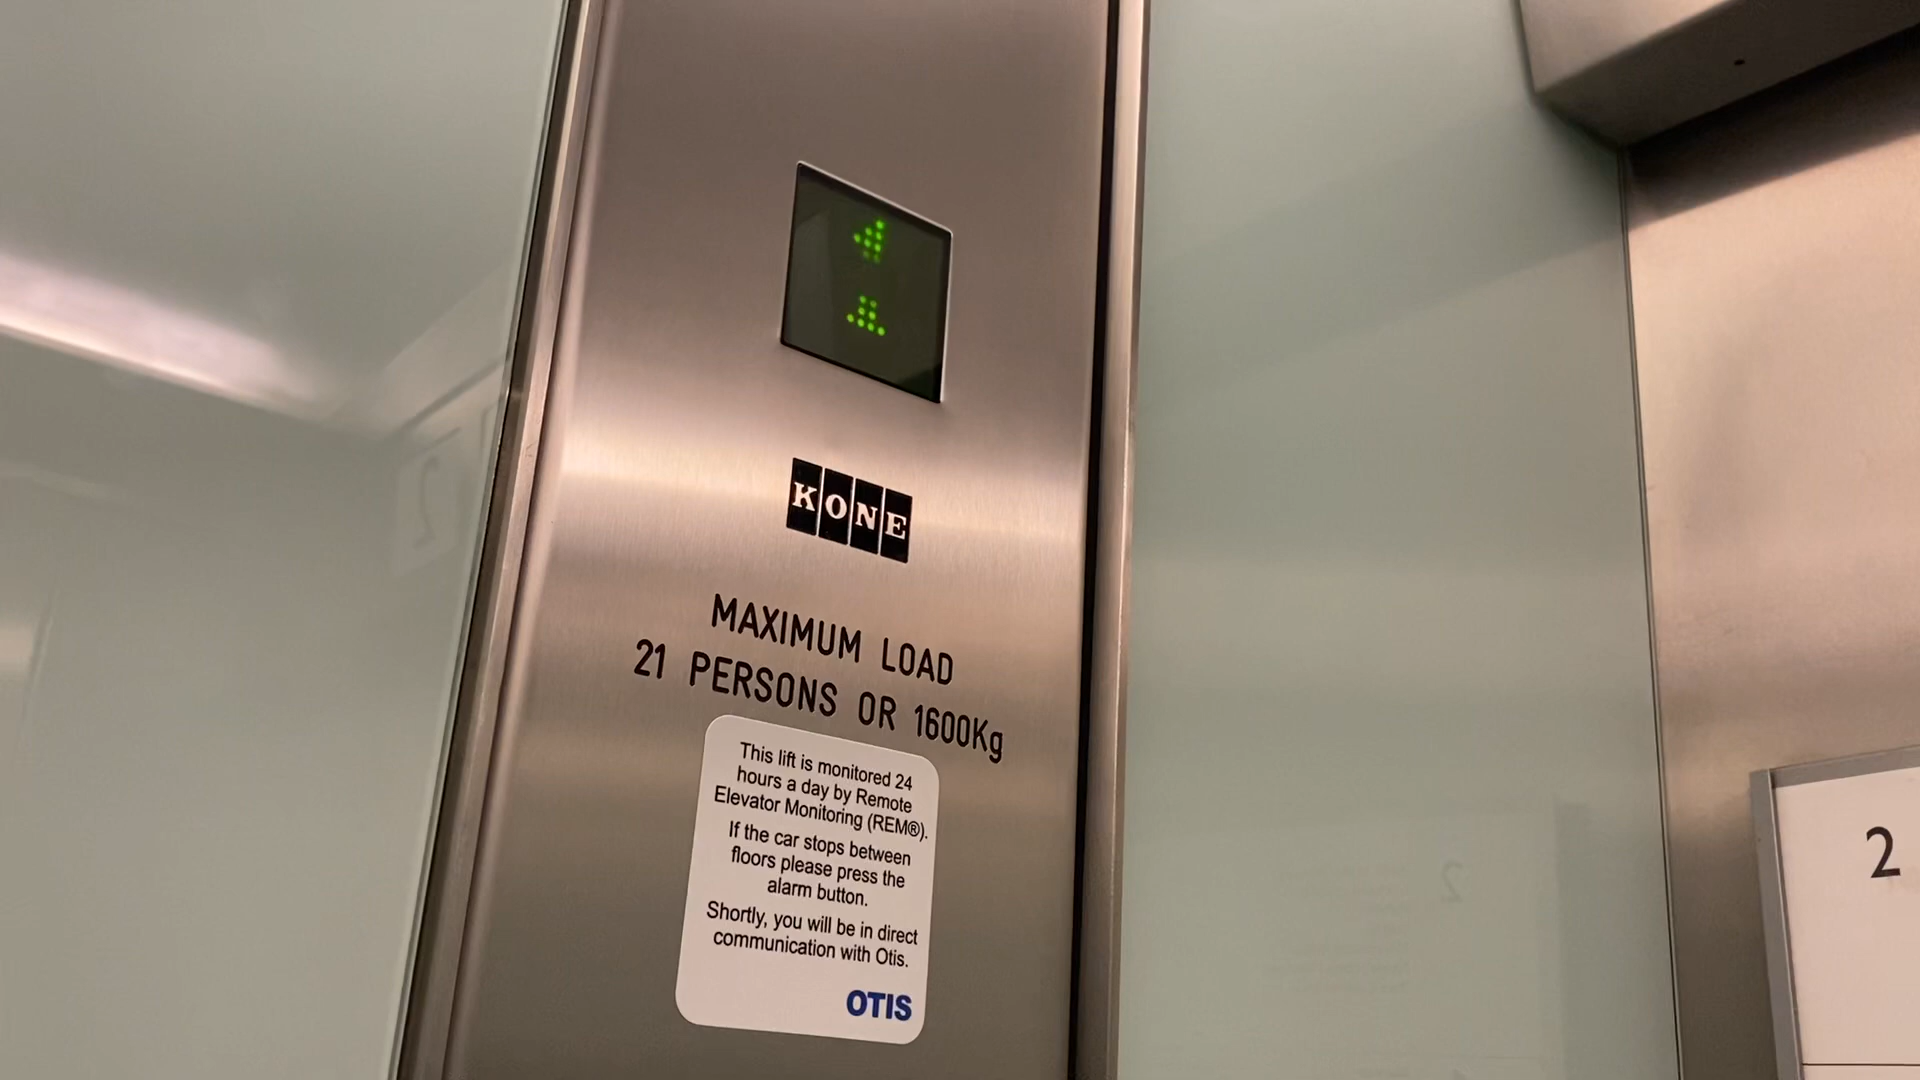 KONE
MAXIMUM LOAD
21 PERSONS OR 1600Kg
This lift is monitored 24
hours a day by Remote
Elevator Monitoring (REM®).
If the car stops between
floors please press the
alarm button.
Shortly, you will be in direct
communication with Otis.
OTIS
2